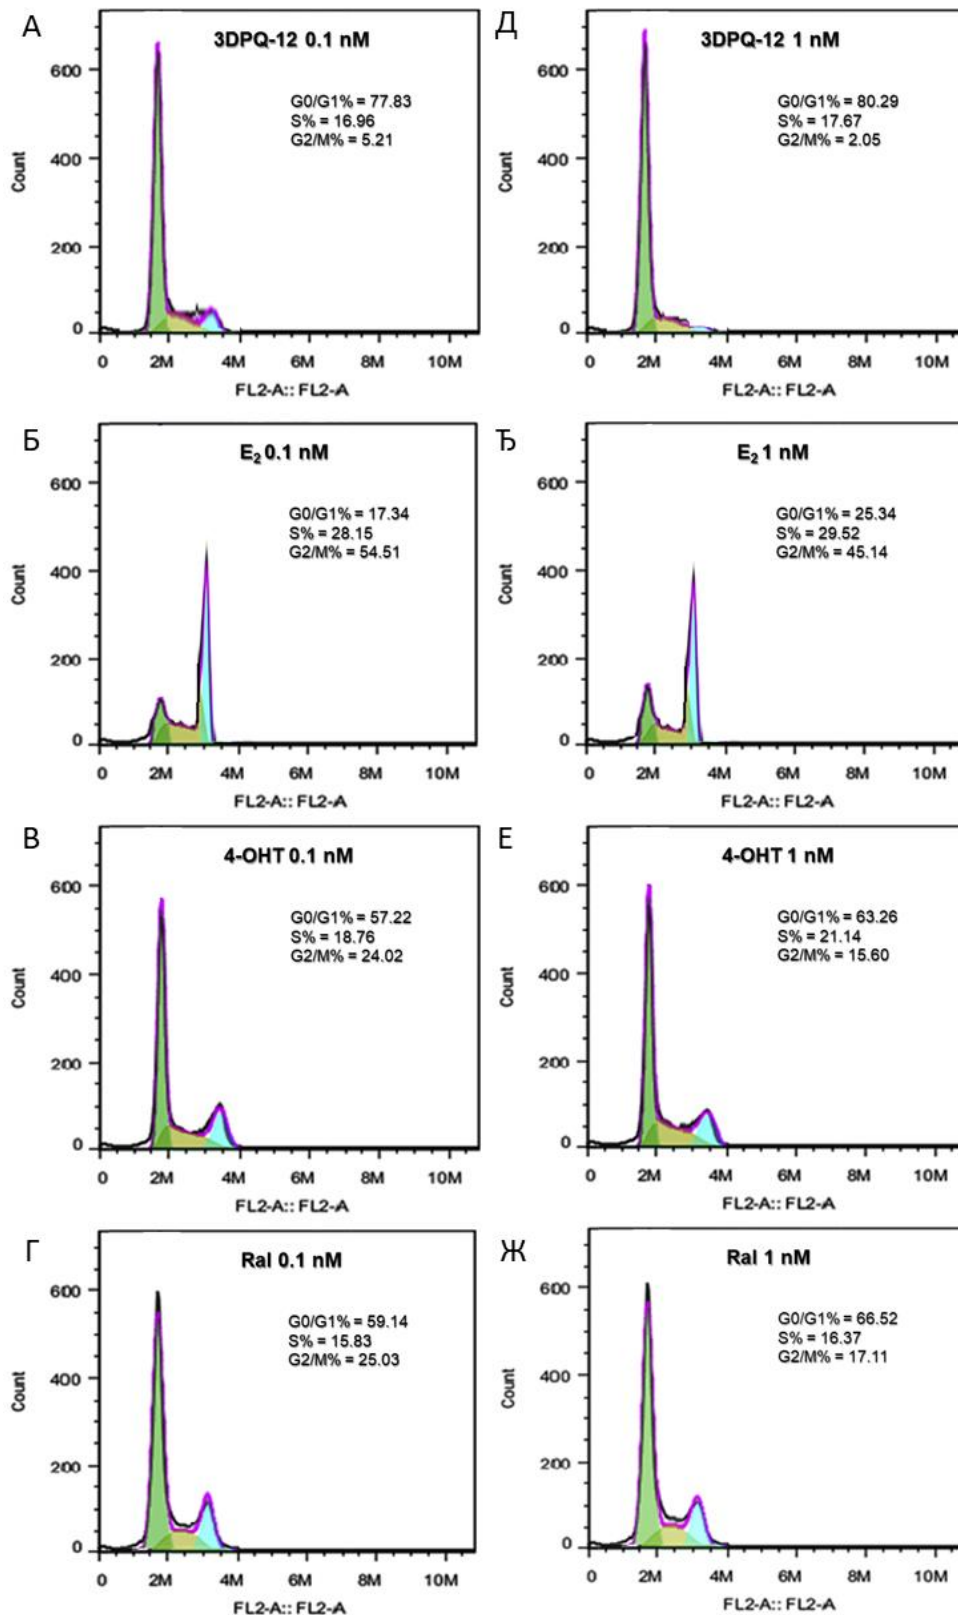 А
3DPQ-12 0.1 nM
G0/G1% = 77.83
S% = 16.96
G2/M% = 5.21
Count
600
400
200
0
0 2M 4M 6M 8M 10M
FL2-A:: FL2-A
Д
3DPQ-12 1 nM
G0/G1% = 80.29
S% = 17.67
G2/M% = 2.05
Count
600
400
200
0
0 2M 4M 6M 8M 10M
FL2-A:: FL2-A
Б
E₂ 0.1 nM
G0/G1% = 17.34
S% = 28.15
G2/M% = 54.51
Count
600
400
200
0
0 2M 4M 6M 8M 10M
FL2-A:: FL2-A
Ђ
E₂ 1 nM
G0/G1% = 25.34
S% = 29.52
G2/M% = 45.14
Count
600
400
200
0
0 2M 4M 6M 8M 10M
FL2-A:: FL2-A
В
4-OHT 0.1 nM
G0/G1% = 57.22
S% = 18.76
G2/M% = 24.02
Count
600
400
200
0
0 2M 4M 6M 8M 10M
FL2-A:: FL2-A
Е
4-OHT 1 nM
G0/G1% = 63.26
S% = 21.14
G2/M% = 15.60
Count
600
400
200
0
0 2M 4M 6M 8M 10M
FL2-A:: FL2-A
Г
Ral 0.1 nM
G0/G1% = 59.14
S% = 15.83
G2/M% = 25.03
Count
600
400
200
0
0 2M 4M 6M 8M 10M
FL2-A:: FL2-A
Ж
Ral 1 nM
G0/G1% = 66.52
S% = 16.37
G2/M% = 17.11
Count
600
400
200
0
0 2M 4M 6M 8M 10M
FL2-A:: FL2-A